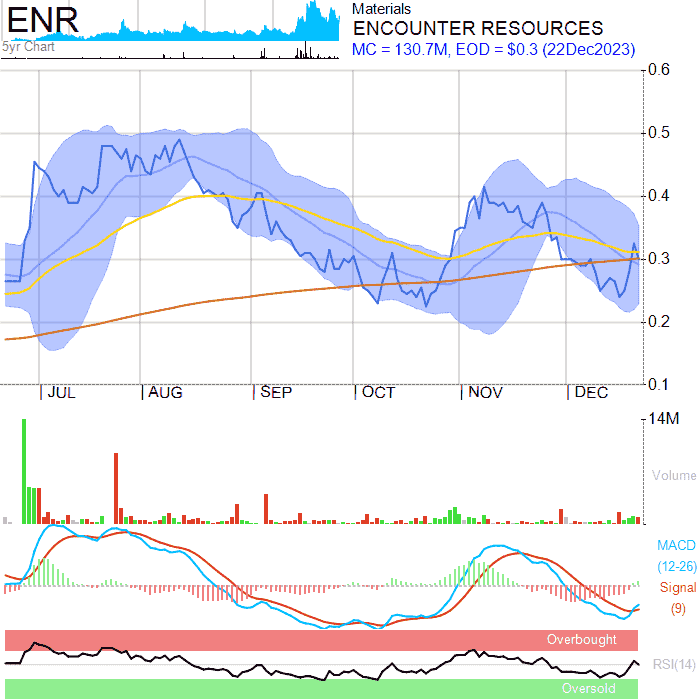 ENR
5yr Chart
Materials
ENCOUNTER RESOURCES
MC = 130.7M, EOD = $0.3 (22Dec2023)
0.6
0.5
0.4
0.3
0.2
0.1
JUL AUG SEP OCT NOV DEC
14M
Volume
MACD
(12-26)
Signal
(9)
Overbought
RSI(14)
Oversold